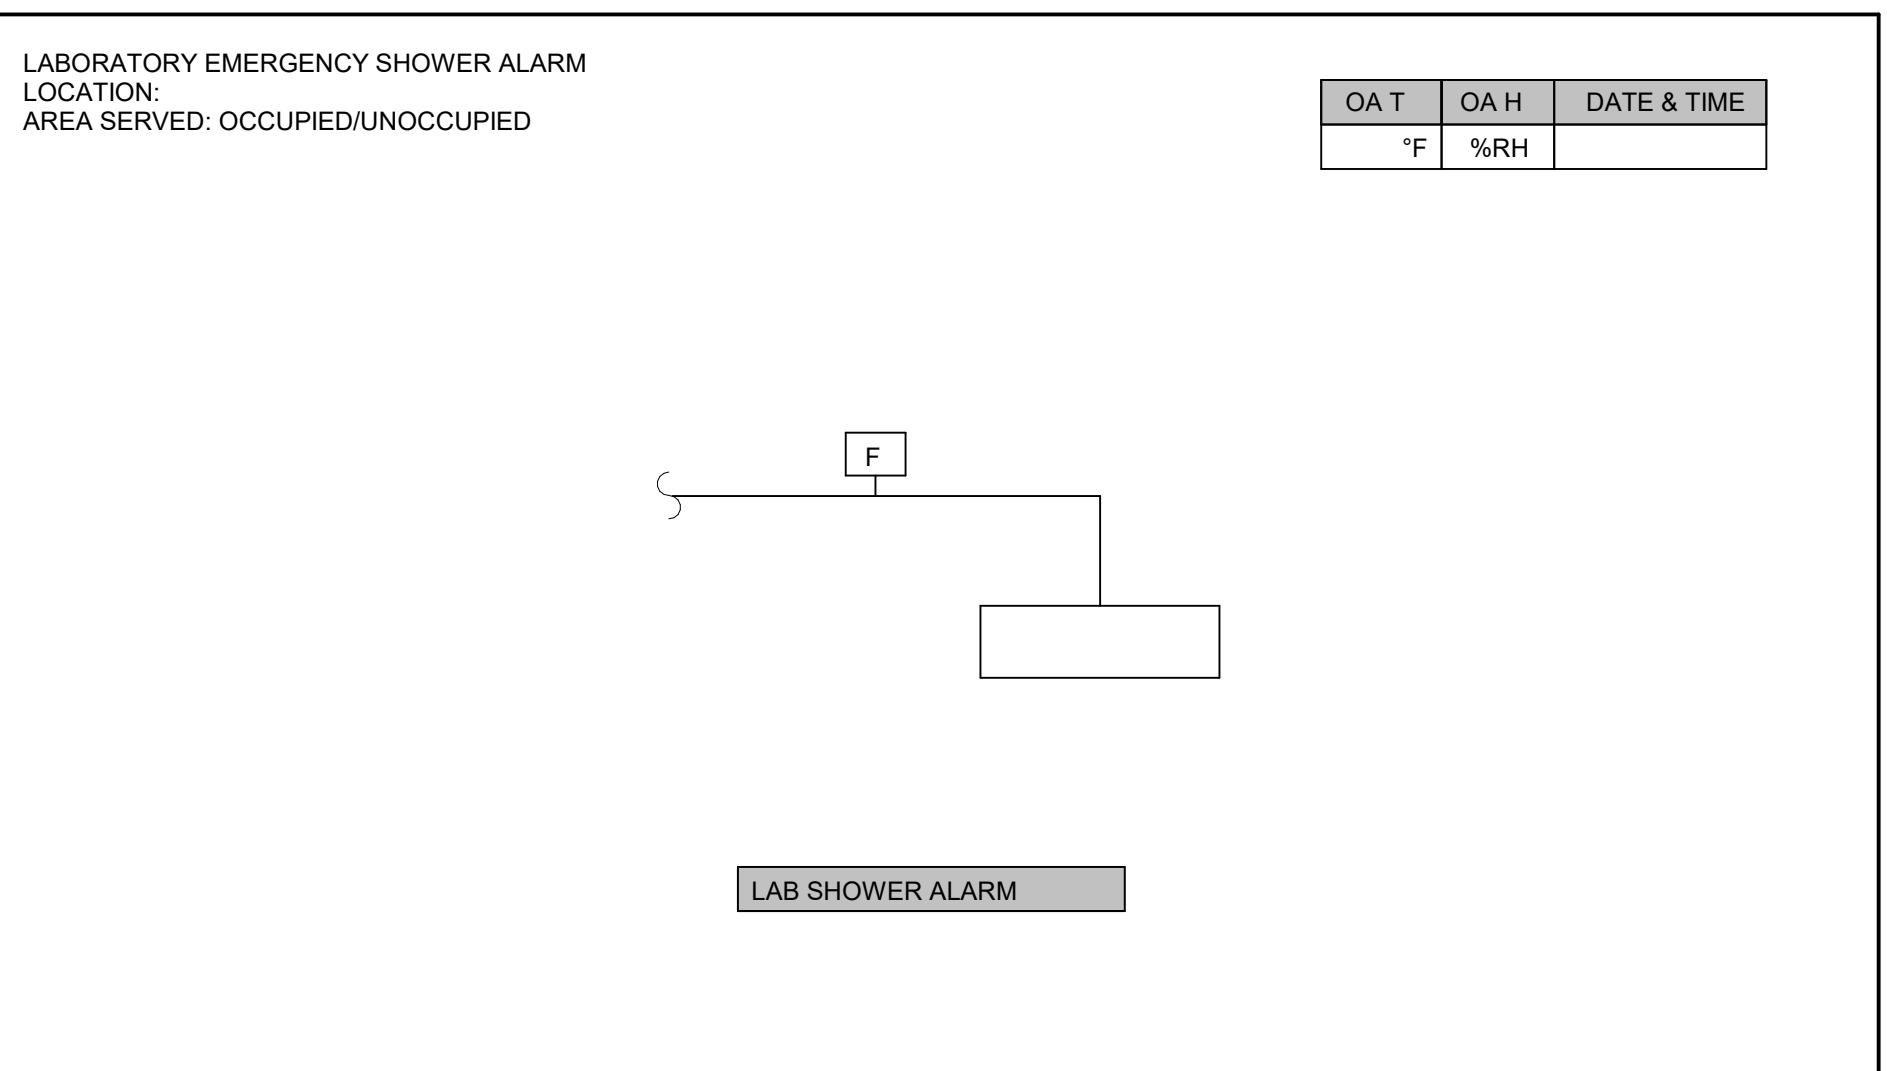 LABORATORY EMERGENCY SHOWER ALARM
LOCATION:
AREA SERVED: OCCUPIED/UNOCCUPIED
OA T OA H DATE & TIME
°F %RH
F
LAB SHOWER ALARM